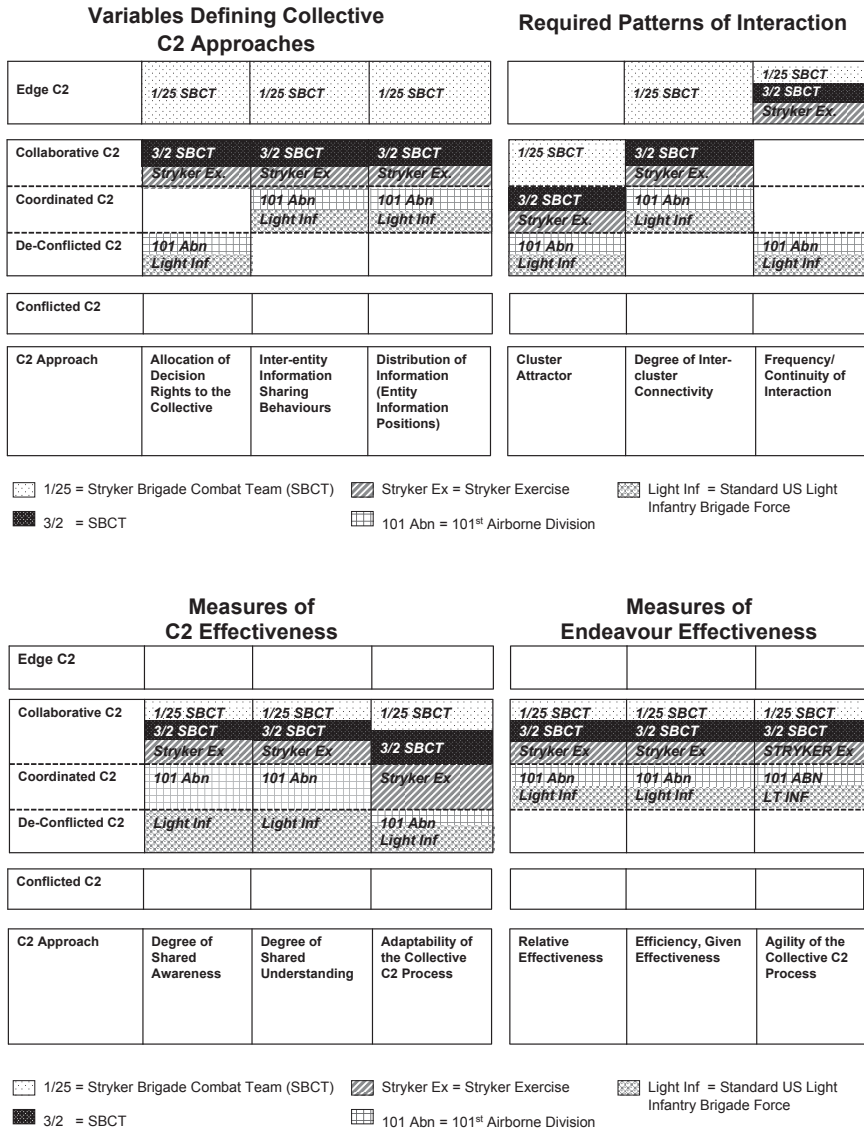 Variables Defining Collective
C2 Approaches
Required Patterns of Interaction
Edge C2
1/25 SBCT
1/25 SBCT
1/25 SBCT
1/25 SBCT
1/25 SBCT
3/2 SBCT
Stryker Ex.
Collaborative C2
3/2 SBCT
3/2 SBCT
3/2 SBCT
1/25 SBCT
3/2 SBCT
Stryker Ex.
Stryker Ex
Stryker Ex
Stryker Ex
Coordinated C2
101 Abn
101 Abn
3/2 SBCT
101 Abn
Light Inf
Light Inf
Stryker Ex.
Light Inf
De-Conflicted C2
101 Abn
101 Abn
101 Abn
Light Inf
Light Inf
Light Inf
Conflicted C2
C2 Approach
Allocation of
Decision
Rights to the
Collective
Inter-entity
Information
Sharing
Behaviours
Distribution of
Information
(Entity
Information
Positions)
Cluster
Attractor
Degree of Inter-
cluster
Connectivity
Frequency/
Continuity of
Interaction
1/25 = Stryker Brigade Combat Team (SBCT)
Stryker Ex = Stryker Exercise
Light Inf = Standard US Light
Infantry Brigade Force
3/2 = SBCT
101 Abn = 101st Airborne Division
Measures of
C2 Effectiveness
Measures of
Endeavour Effectiveness
Edge C2
Collaborative C2
1/25 SBCT
1/25 SBCT
1/25 SBCT
1/25 SBCT
1/25 SBCT
1/25 SBCT
3/2 SBCT
3/2 SBCT
3/2 SBCT
3/2 SBCT
3/2 SBCT
3/2 SBCT
Stryker Ex
Stryker Ex
Stryker Ex
Stryker Ex
STRYKER Ex
Coordinated C2
101 Abn
101 Abn
Stryker Ex
101 Abn
101 Abn
101 ABN
Light Inf
Light Inf
LT INF
De-Conflicted C2
Light Inf
Light Inf
101 Abn
Light Inf
Conflicted C2
C2 Approach
Degree of
Shared
Awareness
Degree of
Shared
Understanding
Adaptability of
the Collective
C2 Process
Relative
Effectiveness
Efficiency, Given
Effectiveness
Agility of the
Collective C2
Process
1/25 = Stryker Brigade Combat Team (SBCT)
Stryker Ex = Stryker Exercise
Light Inf = Standard US Light
Infantry Brigade Force
3/2 = SBCT
101 Abn = 101st Airborne Division